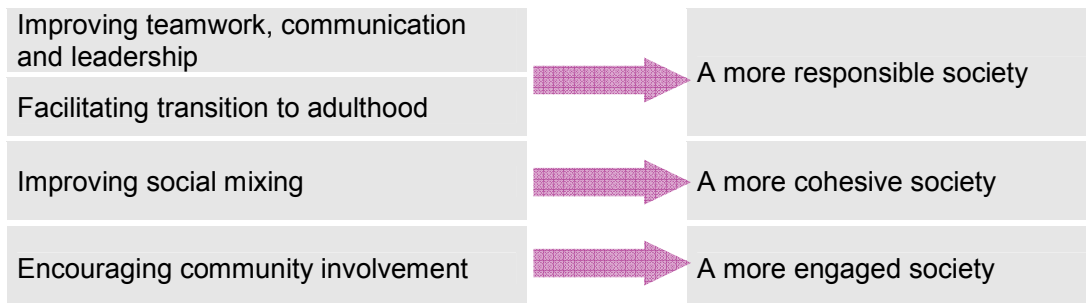 Improving teamwork, communication
and leadership
Facilitating transition to adulthood
A more responsible society
Improving social mixing
A more cohesive society
Encouraging community involvement
A more engaged society